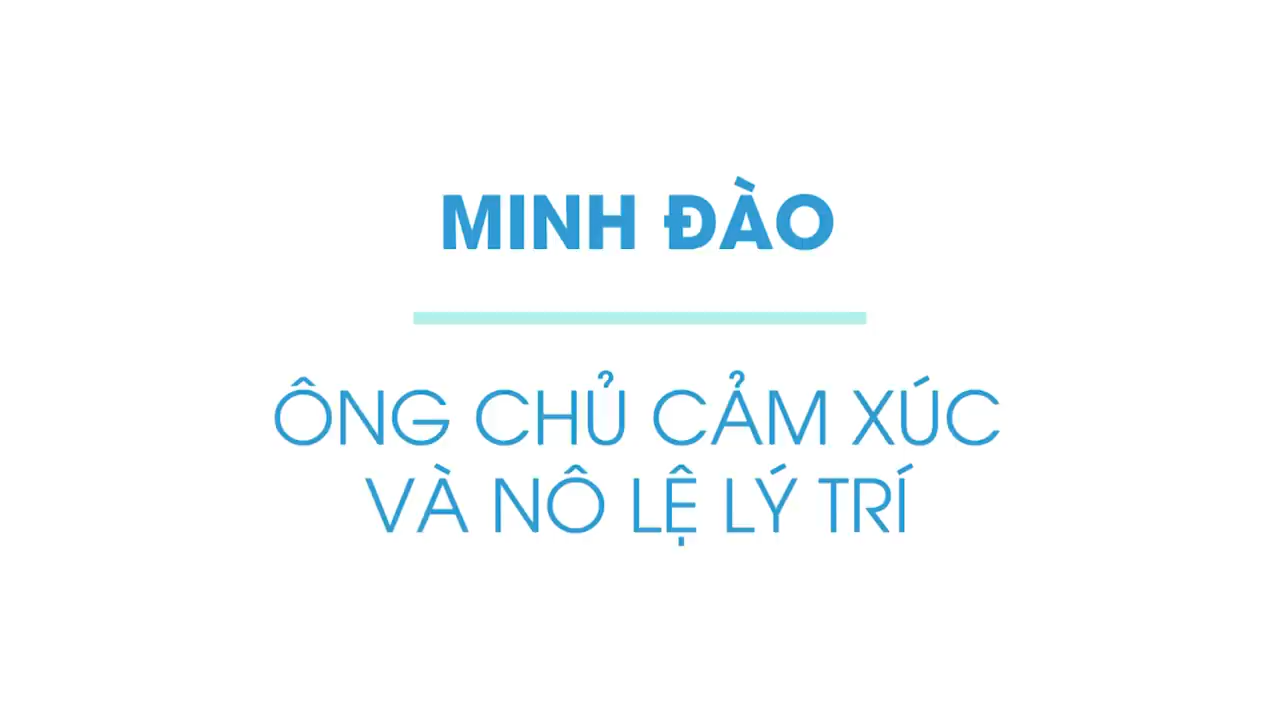 MINH ĐÀO
ÔNG CHỦ CẢM XÚC
VÀ NÔ LỆ LÝ TRÍ